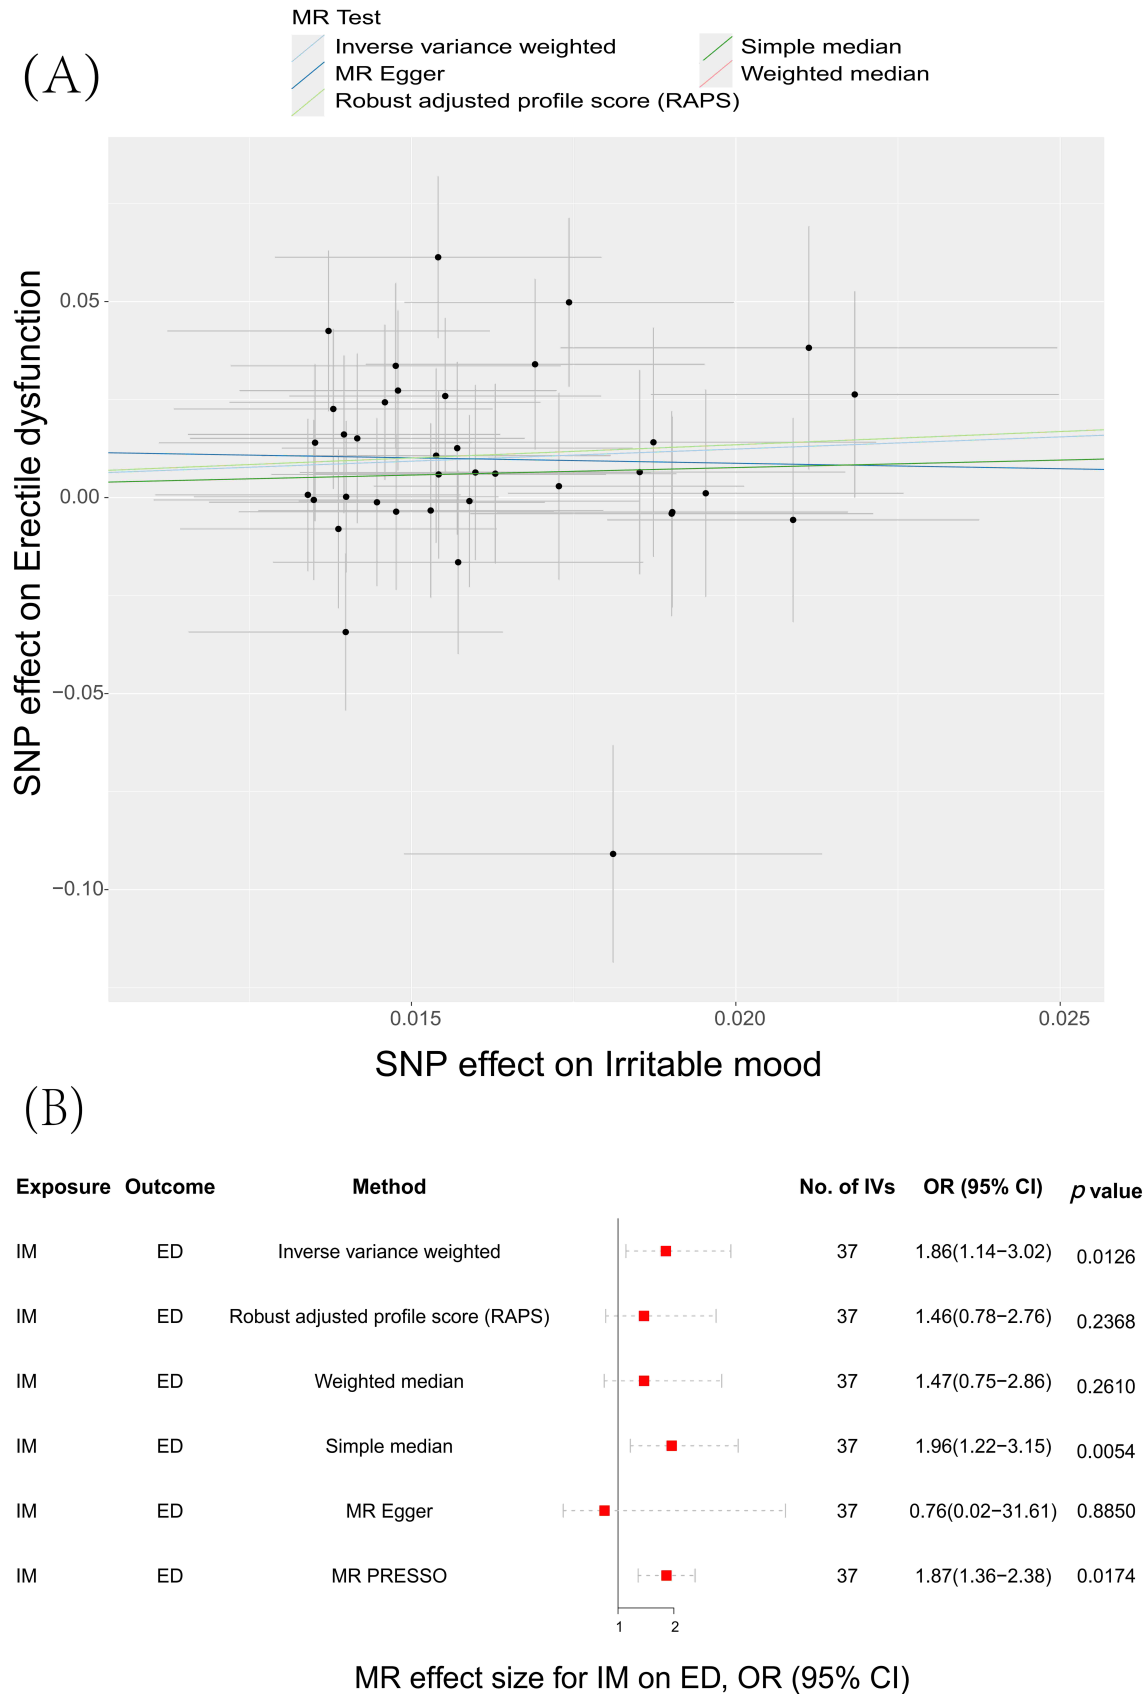 MR Test
(A)
Inverse variance weighted
MR Egger
Robust adjusted profile score (RAPS)
Simple median
Weighted median
SNP effect on Erectile dysfunction
0.05
0.00
−0.05
−0.10
0.015 0.020 0.025
SNP effect on Irritable mood
(B)
Exposure Outcome Method No. of IVs OR (95% CI) p value
IM ED Inverse variance weighted 37 1.86(1.14−3.02) 0.0126
IM ED Robust adjusted profile score (RAPS) 37 1.46(0.78−2.76) 0.2368
IM ED Weighted median 37 1.47(0.75−2.86) 0.2610
IM ED Simple median 37 1.96(1.22−3.15) 0.0054
IM ED MR Egger 37 0.76(0.02−31.61) 0.8850
IM ED MR PRESSO 37 1.87(1.36−2.38) 0.0174
1 2
MR effect size for IM on ED, OR (95% CI)